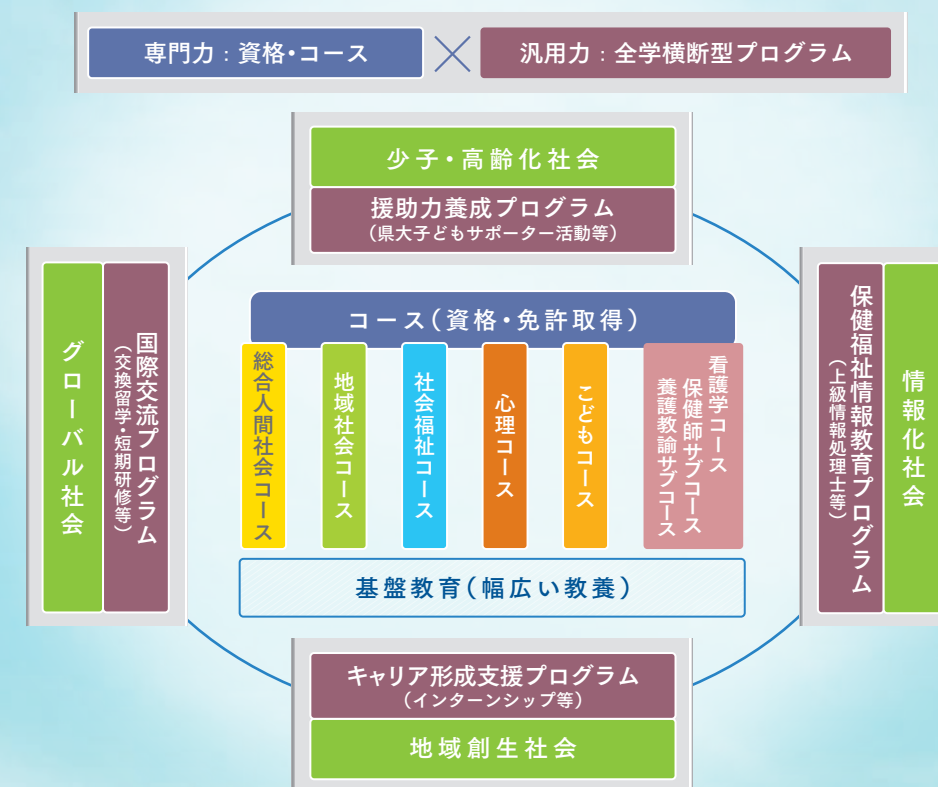 専門力:資格・コース
汎用力:全学横断型プログラム
少子・高齢化社会
援助力養成プログラム
(県大子どもサポーター活動等)
グローバル社会
国際交流プログラム
(交換留学・短期研修等)
コース(資格・免許取得)
総合人間社会コース
地域社会コース
社会福祉コース
心理コース
こどもコース
看護学コース
保健師サブコース
養護教諭サブコース
基盤教育(幅広い教養)
保健福祉情報教育プログラム
(上級情報処理士等)
情報化社会
キャリア形成支援プログラム
(インターンシップ等)
地域創生社会